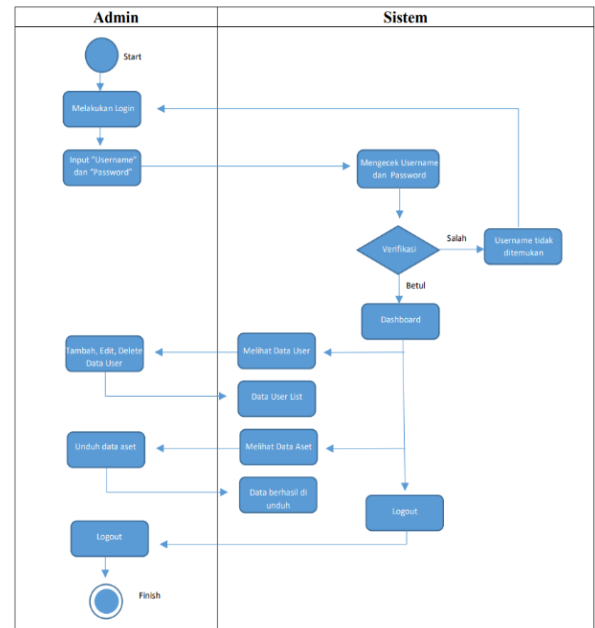 Admin
Sistem
Start
Melakukan Login
Input "Username"
dan "Password"
Mengecek Username
dan Password
Verifikasi
Salah
Username tidak
ditemukan
Betul
Dashboard
Tambah, Edit, Delete
Data User
Melihat Data User
Data User List
Unduh data aset
Melihat Data Aset
Data berhasil di
unduh
Logout
Logout
Finish